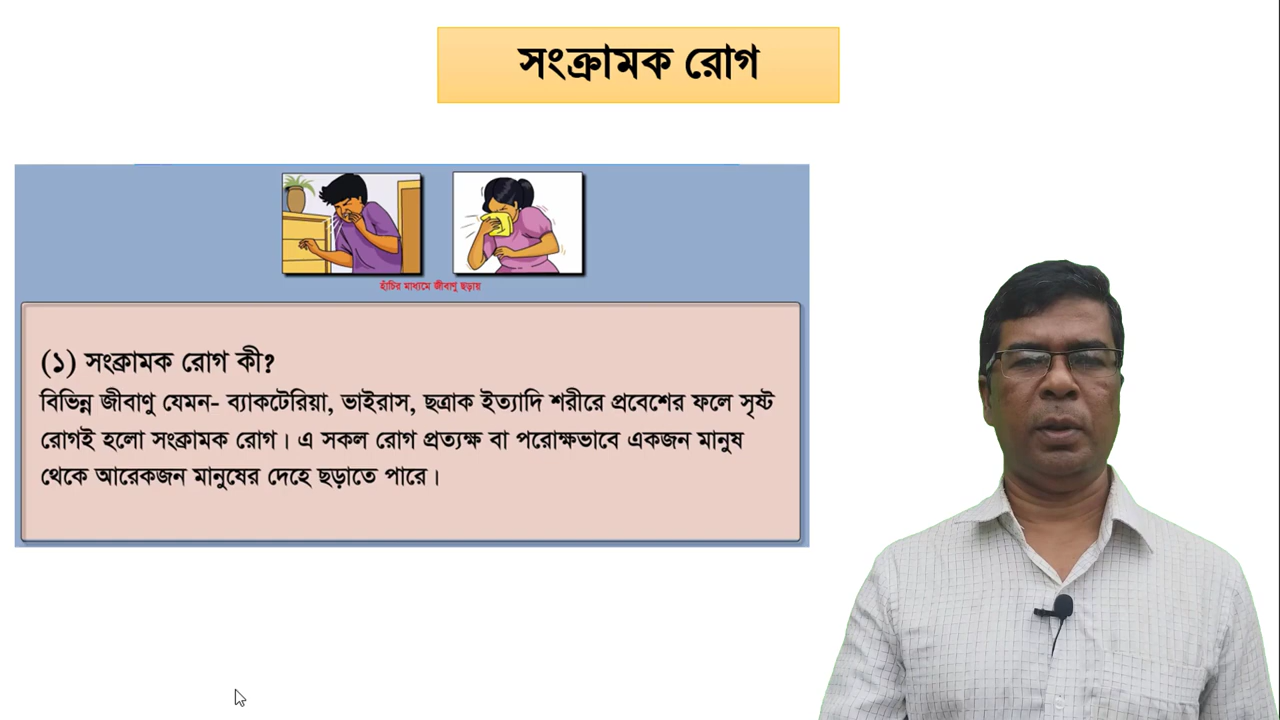 সংক্রামক রোগ
হাঁচির মাধ্যমে জীবাণু ছড়ায়
(১) সংক্রামক রোগ কী?
বিভিন্ন জীবাণু যেমন- ব্যাকটেরিয়া, ভাইরাস, ছত্রাক ইত্যাদি শরীরে প্রবেশের ফলে সৃষ্ট
রোগই হলো সংক্রামক রোগ। এ সকল রোগ প্রত্যক্ষ বা পরোক্ষভাবে একজন মানুষ
থেকে আরেকজন মানুষের দেহে ছড়াতে পারে।